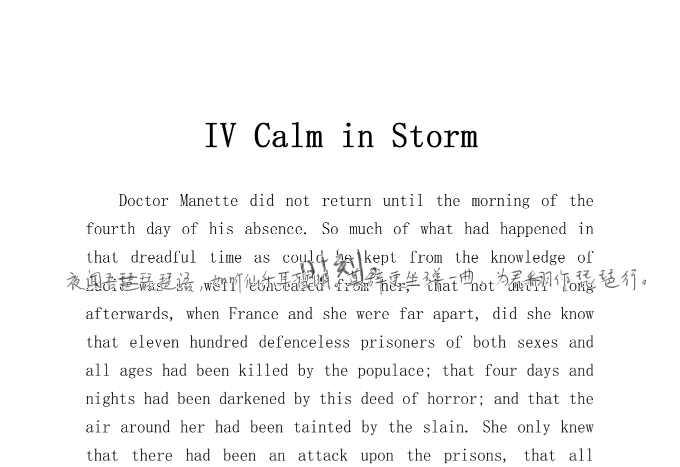 IV Calm in Storm
Doctor Manette did not return until the morning of the
fourth day of his absence. So much of what had happened in
that dreadful time as could be kept from the knowledge of
时刻
was well concealed from her, that not until long
夜闻 琵琶语，如听仙乐耳 。莫辞更坐弹一曲，为君翻作琵琶行。
afterwards, when France and she were far apart, did she know
that eleven hundred defenceless prisoners of both sexes and
all ages had been killed by the populace; that four days and
nights had been darkened by this deed of horror; and that the
air around her had been tainted by the slain. She only knew
that there had been an attack upon the prisons, that all